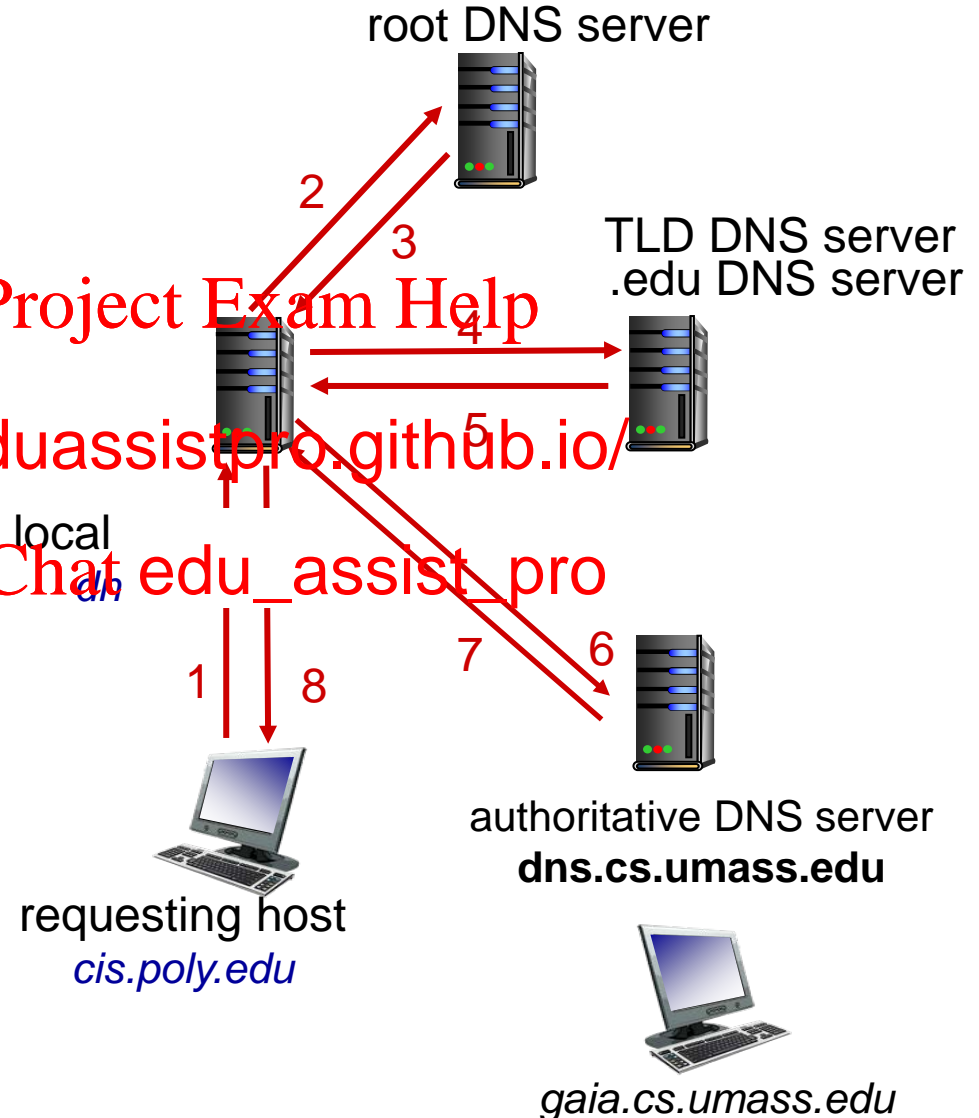 root DNS server
2
3
TLD DNS server
.edu DNS server
Project Exam Help
4
5
duassistpro.github.io/
local
dn
Chat edu_assist_pro
1
8
7
6
authoritative DNS server
dns.cs.umass.edu
requesting host
cis.poly.edu
gaia.cs.umass.edu